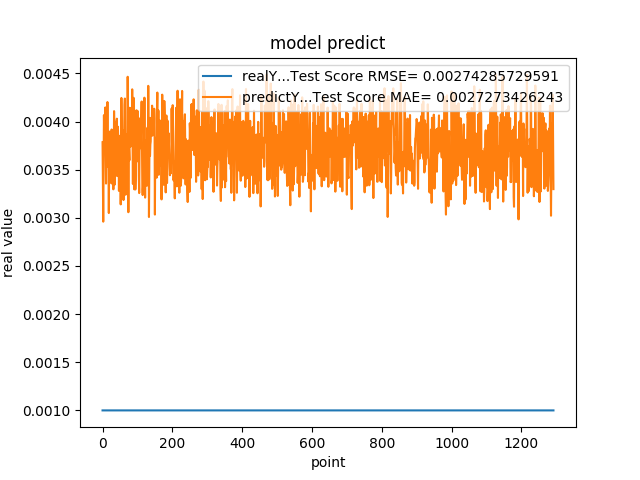 model predict
realY...Test Score RMSE= 0.00274285729591
predictY...Test Score MAE= 0.0027273426243
0.0045
0.0040
0.0035
0.0030
0.0025
0.0020
0.0015
0.0010
real value
0 200 400 600 800 1000 1200
point